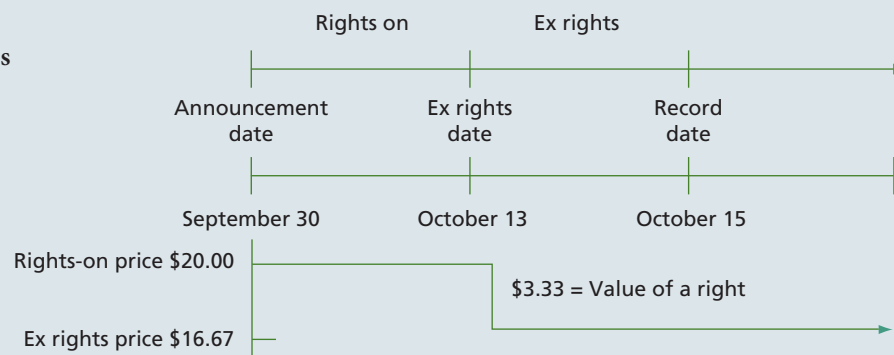 Rights on Ex rights
s
Announcement date Ex rights date Record date
September 30 October 13 October 15
Rights-on price $20.00
$3.33 = Value of a right
Ex rights price $16.67